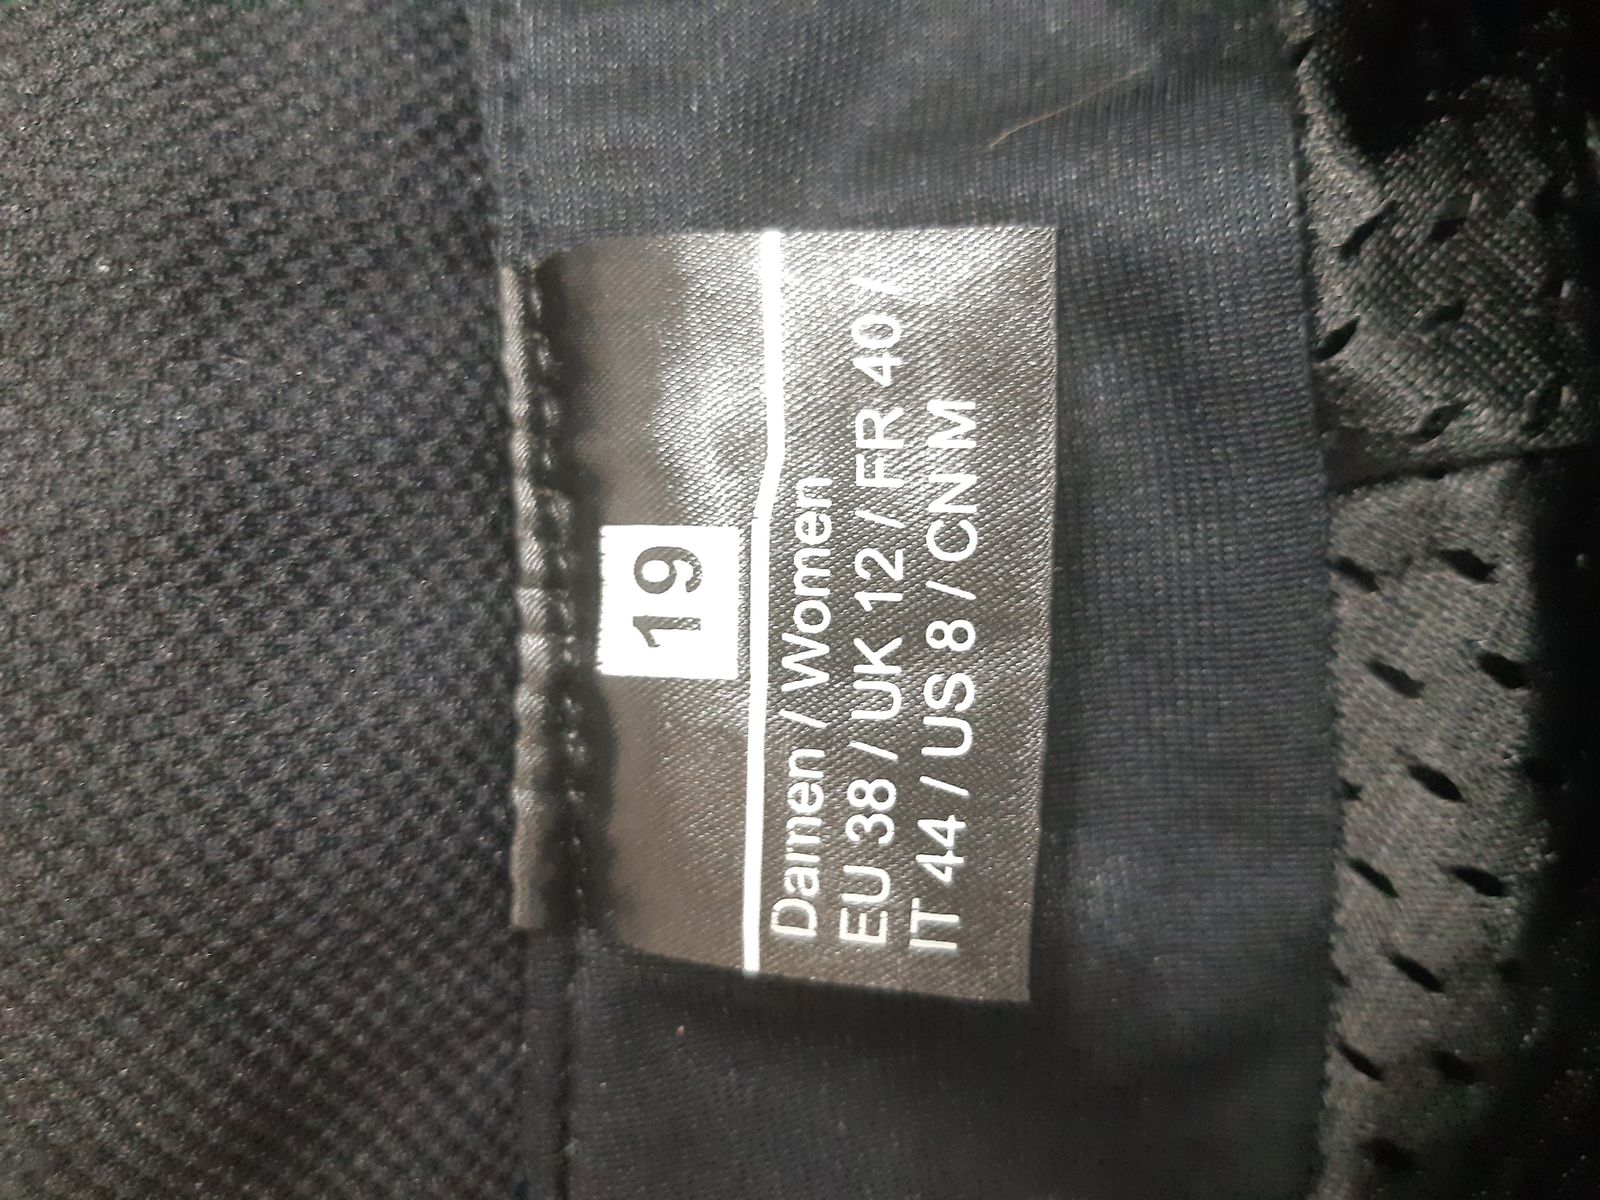 19
Damen / Women
EU 38 / UK 12 / FR 40 /
IT 44 / US 8 / CN M